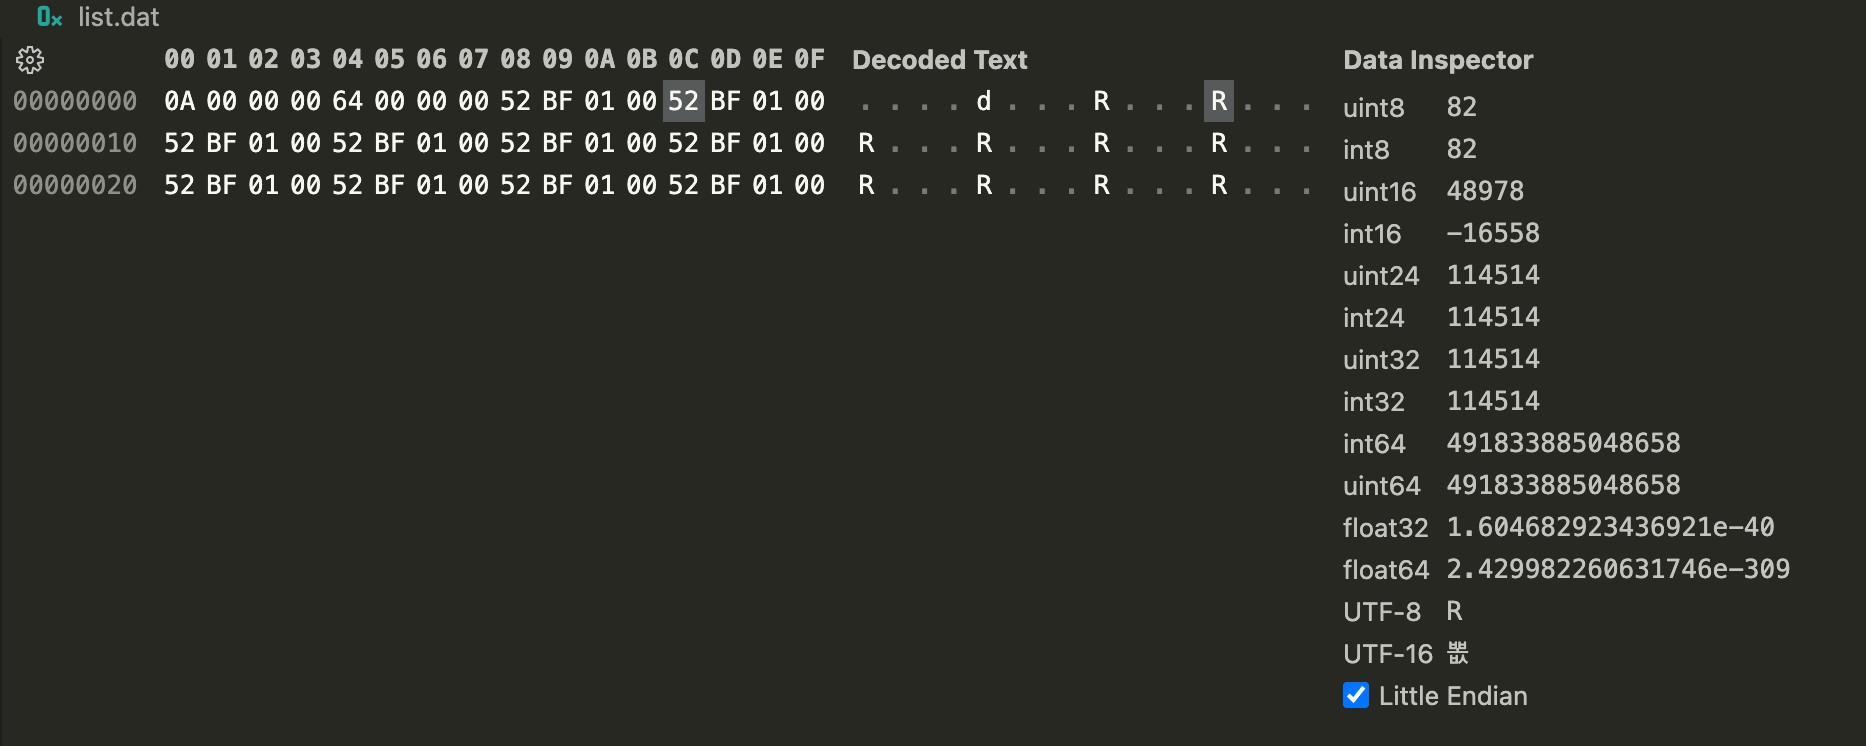 0x list.dat
00 01 02 03 04 05 06 07 08 09 0A 0B 0C 0D 0E 0F Decoded Text Data Inspector
00000000 0A 00 00 00 64 00 00 00 52 BF 01 00 52 BF 01 00 . . . . d . . . R . . . R . . .
00000010 52 BF 01 00 52 BF 01 00 52 BF 01 00 52 BF 01 00 R . . . R . . . R . . . R . . .
00000020 52 BF 01 00 52 BF 01 00 52 BF 01 00 52 BF 01 00 R . . . R . . . R . . . R . . .
uint8 82
int8 82
uint16 48978
int16 -16558
uint24 114514
int24 114514
uint32 114514
int32 114514
int64 491833885048658
uint64 491833885048658
float32 1.604682923436921e-40
float64 2.429982260631746e-309
UTF-8 R
UTF-16 뽒
Little Endian